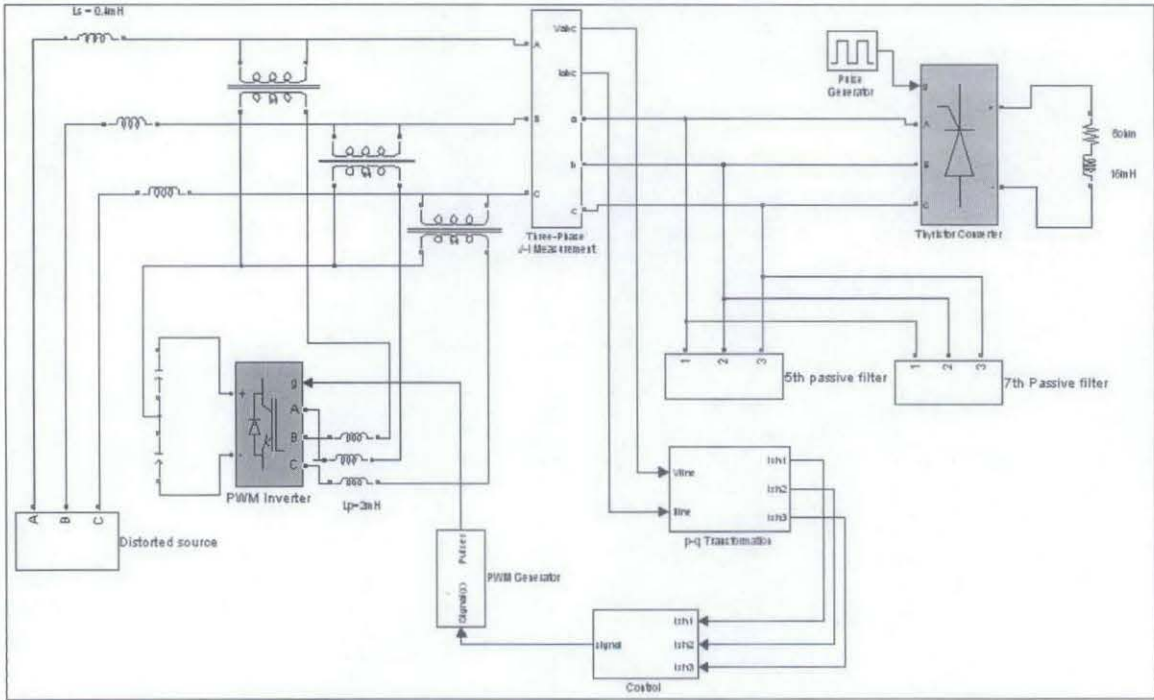 Ls = 0.4mH
A
B
C
Vabc
Iabc
a
b
c
Three-Phase
V-I Measurement
Pulse
Generator
g
A
B
C
+
-
Thyristor Converter
6ohm
16mH
1
2
3
5th passive filter
1
2
3
7th Passive filter
+
-
g
A
B
C
PWM Inverter
Lp=2mH
A
B
C
Distorted source
Pulses
Signal(s)
PWM Generator
Vline
Iline
Ish1
Ish2
Ish3
p-q Transformation
signal
Ish1
Ish2
Ish3
Control